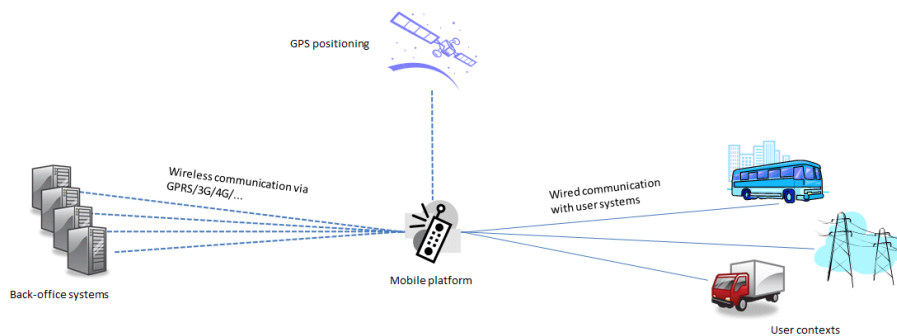 GPS positioning
Wireless communication via
GPRS/3G/4G/...
Wired communication
with user systems
Mobile platform
Back-office systems
User contexts